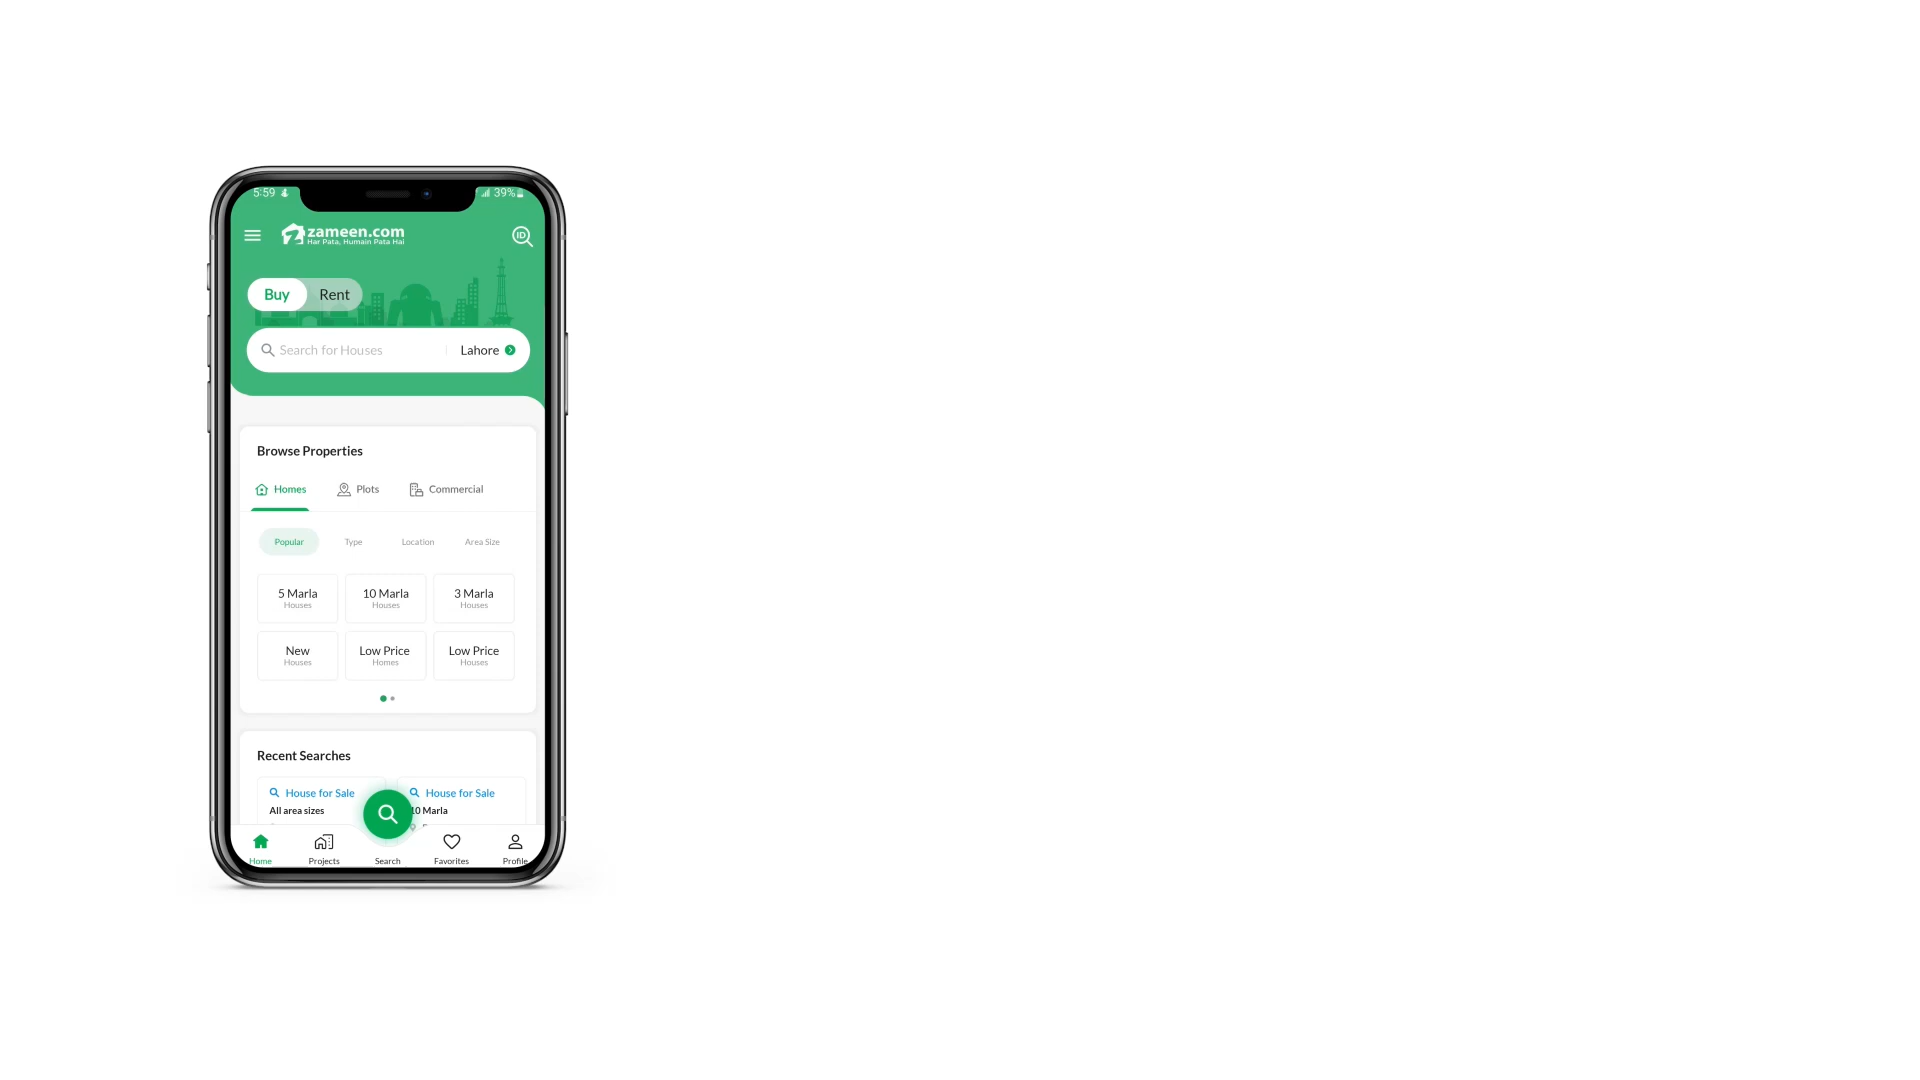 5:59
39%
zameen.com
Har Pata, Humain Pata Hai
ID
Buy Rent
Search for Houses Lahore
Browse Properties
Homes Plots Commercial
Popular Type Location Area Size
5 Marla 10 Marla 3 Marla
Houses Houses Houses
New Low Price Low Price
Houses Homes Houses
Recent Searches
House for Sale House for Sale
All area sizes 10 Marla
Home Projects Search Favorites Profile